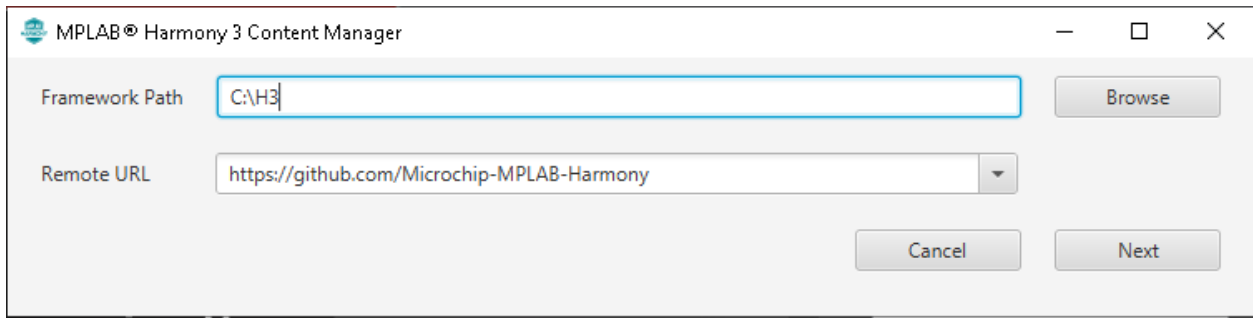 MPLAB® Harmony 3 Content Manager
Framework Path C:\H3 Browse
Remote URL https://github.com/Microchip-MPLAB-Harmony
Cancel Next